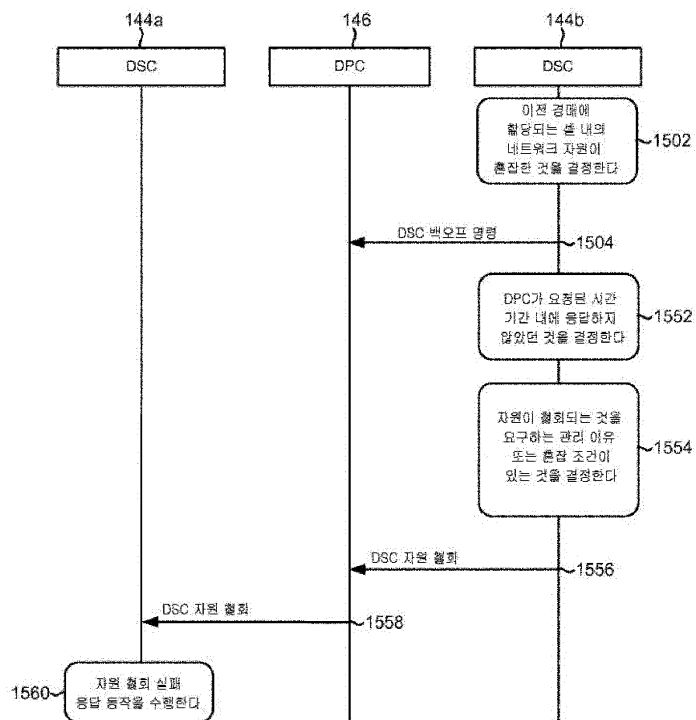 144a
146
144b
DSC
DPC
DSC
이전 경매에
할당되는 셀 내의
네트워크 자원이
혼잡한 것을 결정한다
1502
DSC 백오프 명령
1504
DPC가 요청된 시간
기간 내에 응답하지
않았던 것을 결정한다
1552
자원이 철회되는 것을
요구하는 관리 이유
또는 혼잡 조건이
있는 것을 결정한다
1554
DSC 자원 철회
1556
DSC 자원 철회
1558
1560
자원 철회 실패
응답 동작을 수행한다